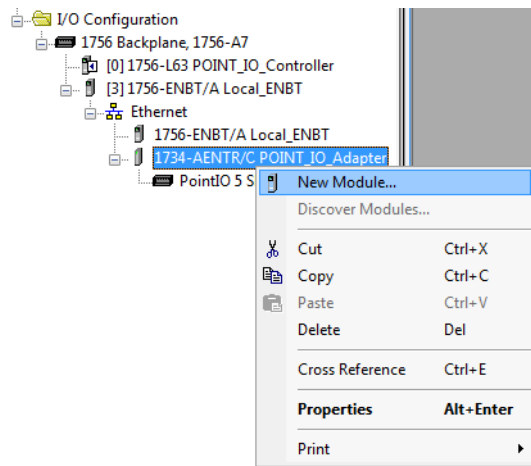 I/O Configuration
1756 Backplane, 1756-A7
[0] 1756-L63 POINT_IO_Controller
[3] 1756-ENBT/A Local_ENBT
Ethernet
1756-ENBT/A Local_ENBT
1734-AENTR/C POINT_IO_Adapter
PointIO 5 S
New Module...
Discover Modules...
Cut Ctrl+X
Copy Ctrl+C
Paste Ctrl+V
Delete Del
Cross Reference Ctrl+E
Properties Alt+Enter
Print